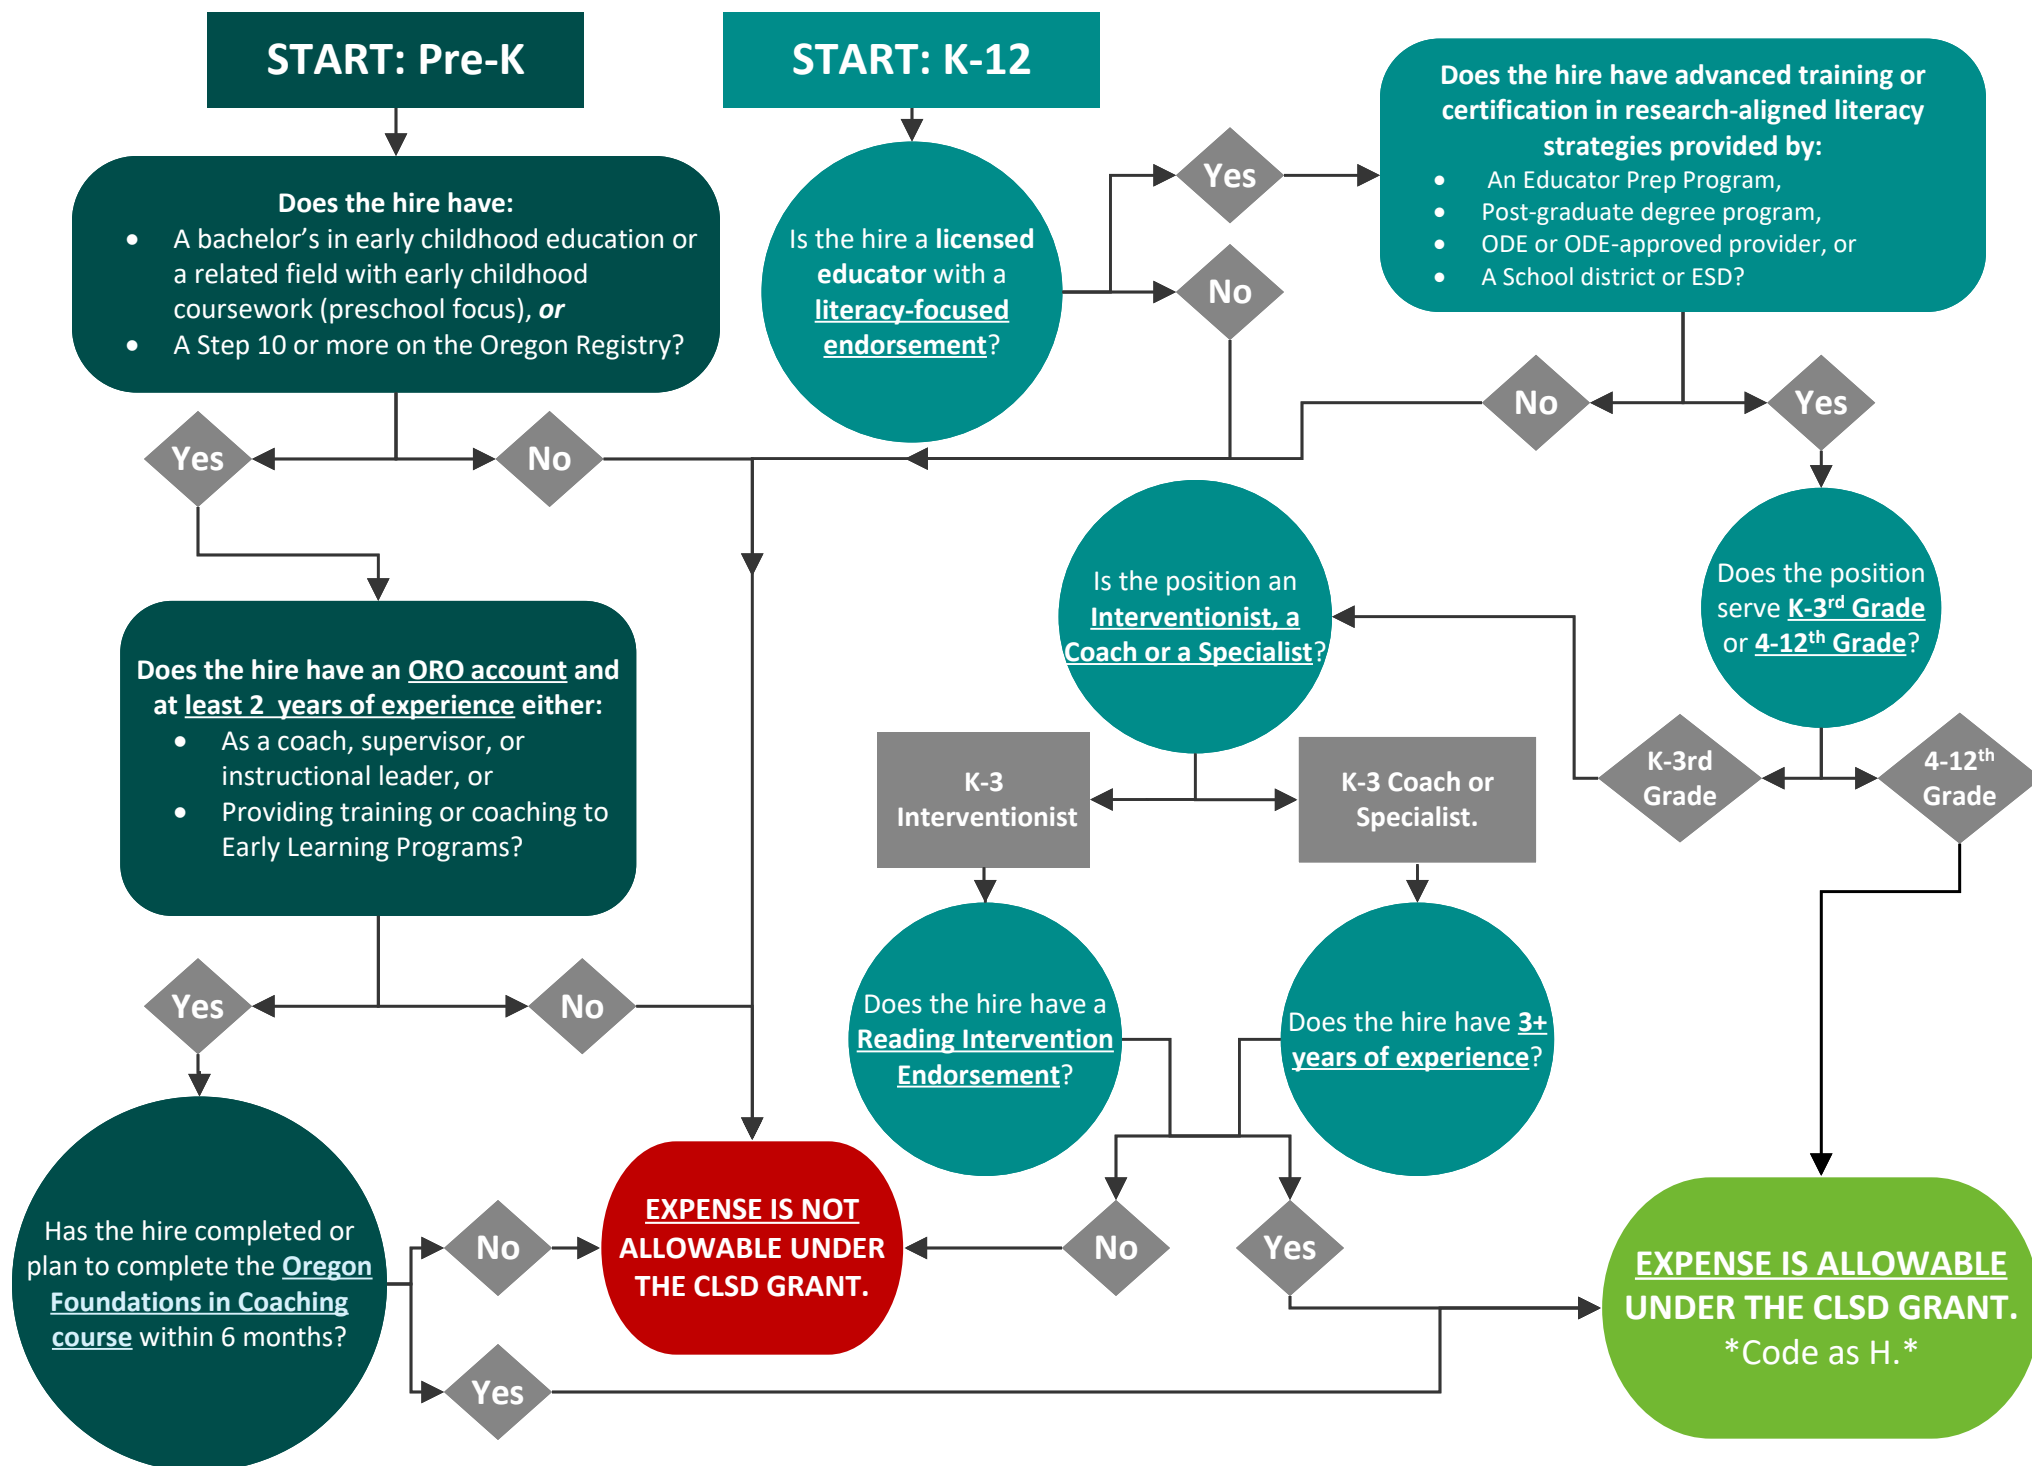 START: Pre-K
START: K-12
Does the hire have:
• A bachelor's in early childhood education or
a related field with early childhood
coursework (preschool focus), or
• A Step 10 or more on the Oregon Registry?
Is the hire a licensed
educator with a
literacy-focused
endorsement?
Yes
No
Does the hire have advanced training or
certification in research-aligned literacy
strategies provided by:
• An Educator Prep Program,
• Post-graduate degree program,
• ODE or ODE-approved provider, or
• A School district or ESD?
No
Yes
Yes
No
Does the position
serve K-3rd Grade
or 4-12th Grade?
K-3rd
Grade
4-12th
Grade
Is the position an
Interventionist, a
Coach or a Specialist?
K-3
Interventionist
K-3 Coach or
Specialist.
Does the hire have an ORO account and
at least 2  years of experience either:
• As a coach, supervisor, or
instructional leader, or
• Providing training or coaching to
Early Learning Programs?
Yes
No
Does the hire have a
Reading Intervention
Endorsement?
Does the hire have 3+
years of experience?
No
Yes
Has the hire completed or
plan to complete the Oregon
Foundations in Coaching
course within 6 months?
No
Yes
EXPENSE IS NOT
ALLOWABLE UNDER
THE CLSD GRANT.
EXPENSE IS ALLOWABLE
UNDER THE CLSD GRANT.
*Code as H.*